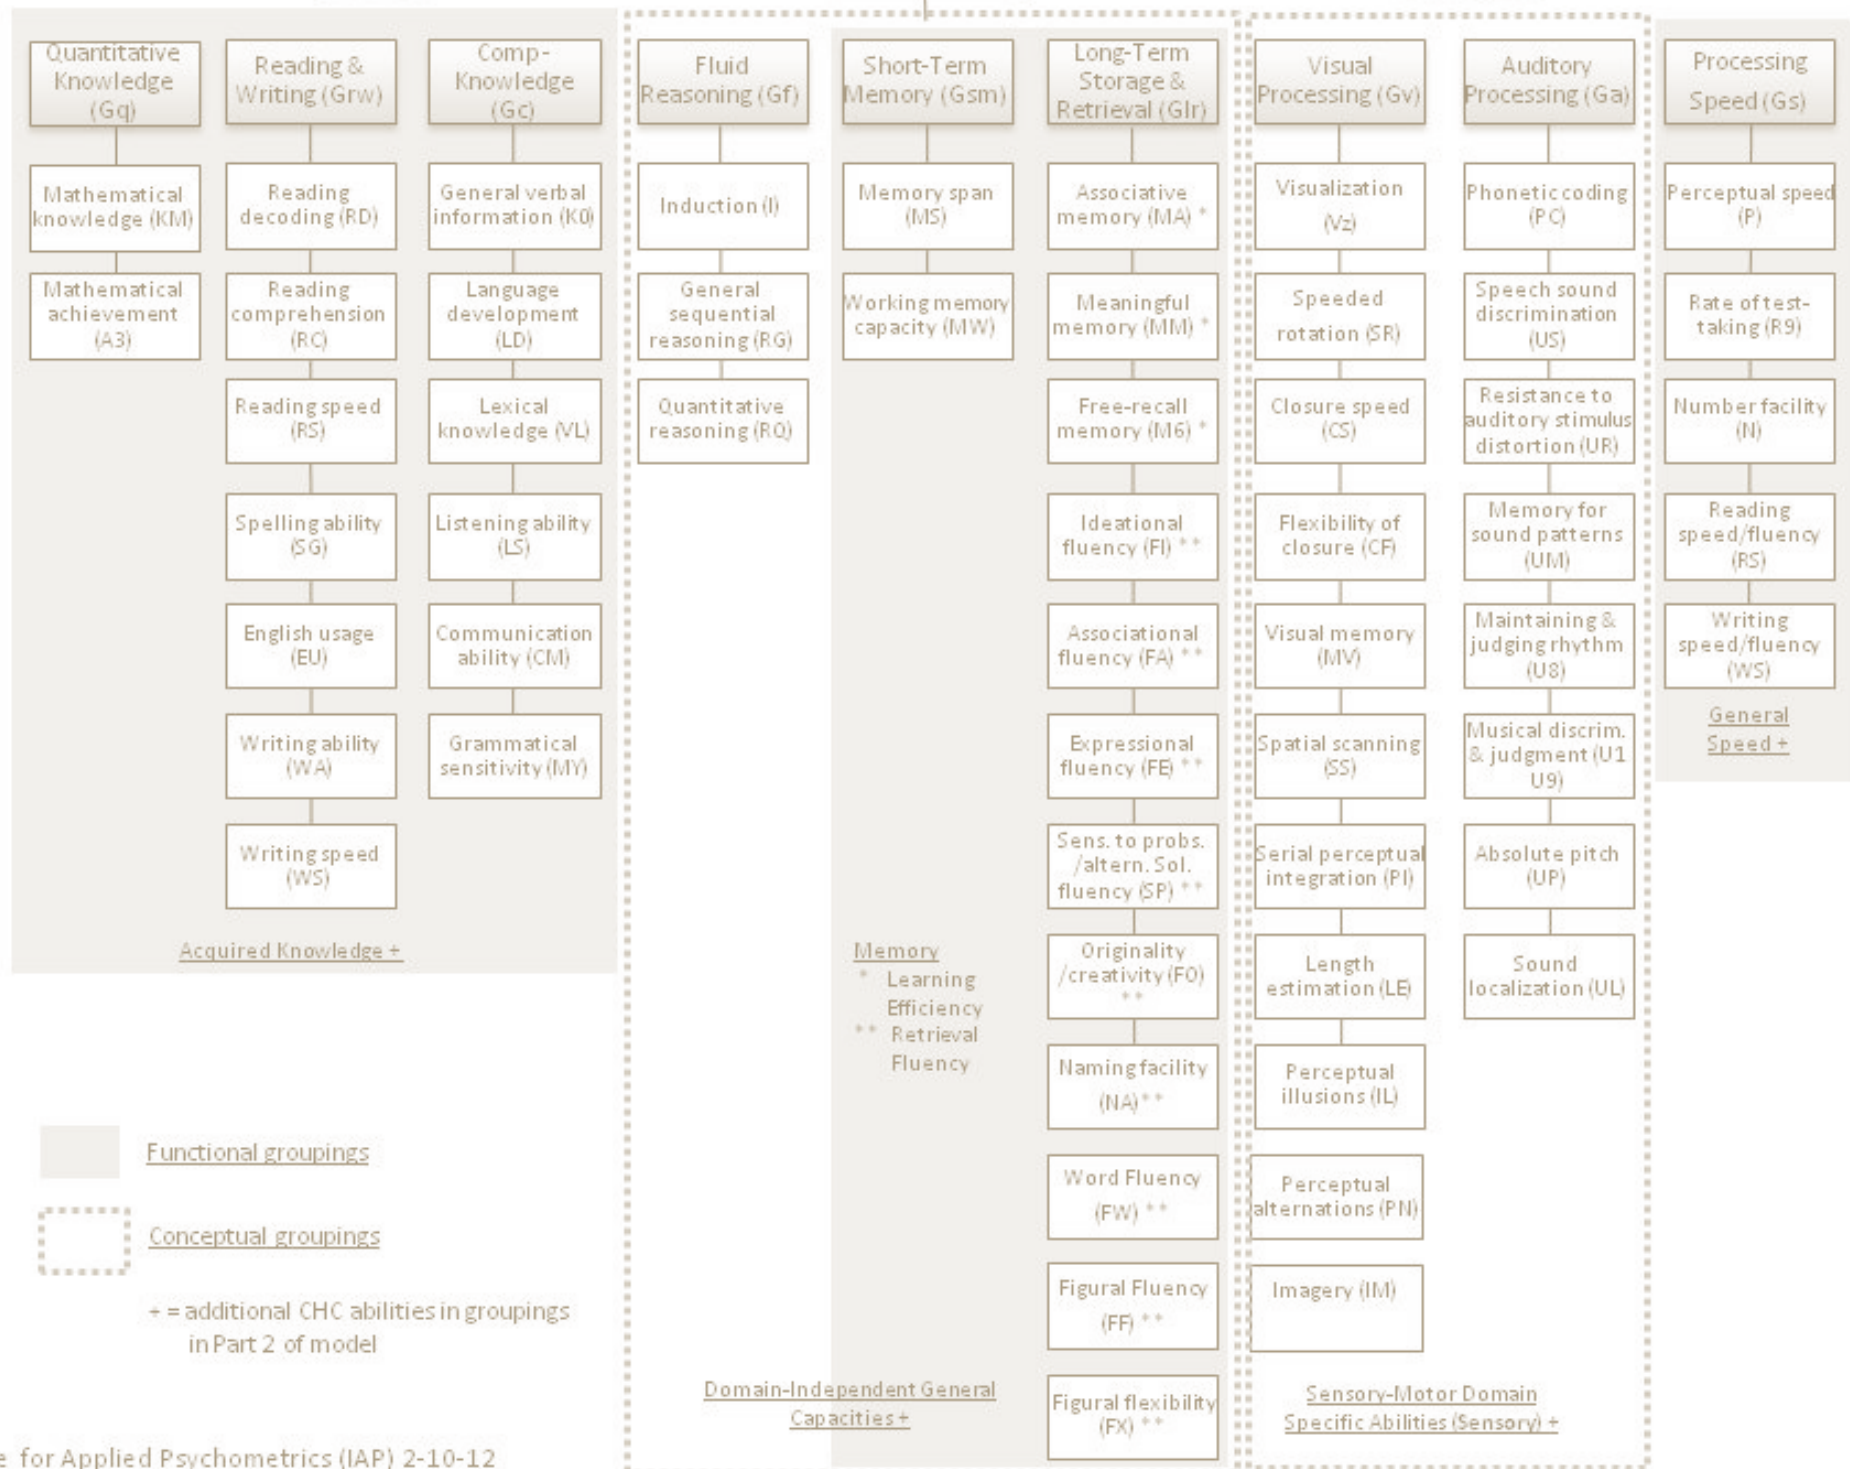 Quantitative
Knowledge
(Gq)
Mathematical
knowledge (KM)
Mathematical
achievement
(A3)
Reading &
Writing (Grw)
Reading
decoding (RD)
Reading
comprehension
(RC)
Reading speed
(RS)
Spelling ability
(SG)
English usage
(EU)
Writing ability
(WA)
Writing speed
(WS)
Comp-
Knowledge
(Gc)
General verbal
information (K0)
Language
development
(LD)
Lexical
knowledge (VL)
Listening ability
(LS)
Communication
ability (CM)
Grammatical
sensitivity (MY)
Acquired Knowledge +
Fluid
Reasoning (Gf)
Induction (I)
General
sequential
reasoning (RG)
Quantitative
reasoning (RQ)
Short-Term
Memory (Gsm)
Memory span
(MS)
Working memory
capacity (MW)
Memory
* Learning
Efficiency
** Retrieval
Fluency
Long-Term
Storage &
Retrieval (Glr)
Associative
memory (MA) *
Meaningful
memory (MM) *
Free-recall
memory (M6) *
Ideational
fluency (FI) **
Associational
fluency (FA) **
Expressional
fluency (FE) **
Sens. to probs.
/altern. Sol.
fluency (SP) **
Originality
/creativity (FO)
**
Naming facility
(NA) **
Word Fluency
(FW) **
Figural Fluency
(FF) **
Figural flexibility
(FX) **
Domain-Independent General
Capacities +
Visual
Processing (Gv)
Visualization
(Vz)
Speeded
rotation (SR)
Closure speed
(CS)
Flexibility of
closure (CF)
Visual memory
(MV)
Spatial scanning
(SS)
Serial perceptual
integration (PI)
Length
estimation (LE)
Perceptual
illusions (IL)
Perceptual
alternations (PN)
Imagery (IM)
Auditory
Processing (Ga)
Phonetic coding
(PC)
Speech sound
discrimination
(US)
Resistance to
auditory stimulus
distortion (UR)
Memory for
sound patterns
(UM)
Maintaining &
judging rhythm
(U8)
Musical discrim.
& judgment (U1
U9)
Absolute pitch
(UP)
Sound
localization (UL)
Sensory-Motor Domain
Specific Abilities (Sensory) +
Processing
Speed (Gs)
Perceptual speed
(P)
Rate of test-
taking (R9)
Number facility
(N)
Reading
speed/fluency
(RS)
Writing
speed/fluency
(WS)
General
Speed +
Functional groupings
Conceptual groupings
+ = additional CHC abilities in groupings
in Part 2 of model
e for Applied Psychometrics (IAP) 2-10-12